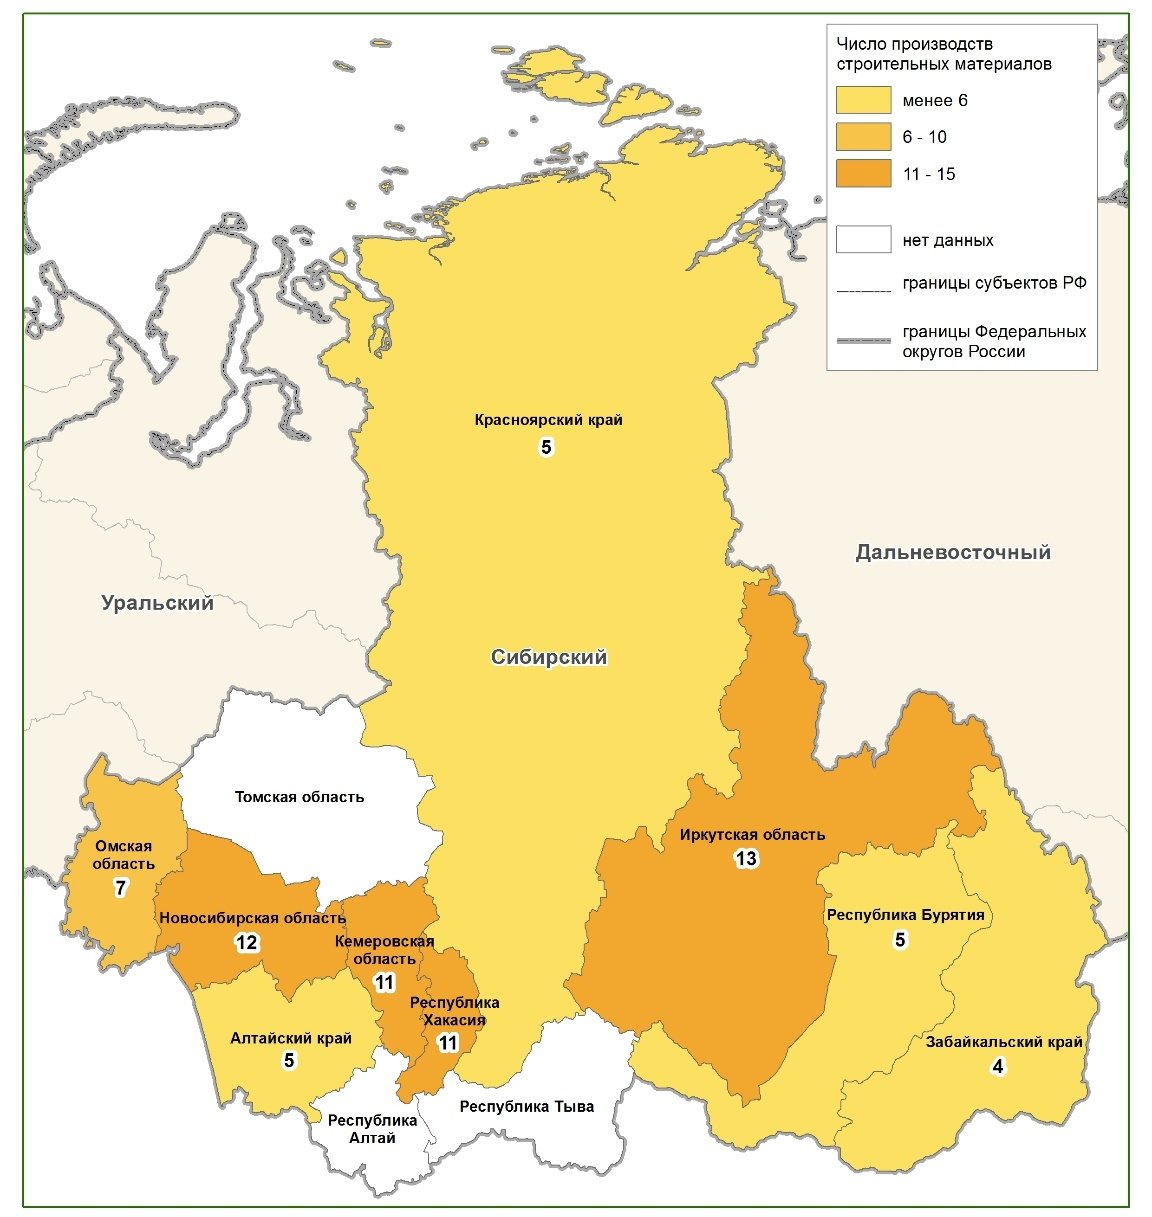 Число производств
строительных материалов
менее 6
6 - 10
11 - 15
нет данных
границы субъектов РФ
границы Федеральных
округов России
Красноярский край
5
Дальневосточный
Уральский
Сибирский
Томская область
Омская
область
7
Иркутская область
13
Новосибирская область
12
Кемеровская
область
11
Республика Бурятия
5
Республика
Хакасия
11
Алтайский край
5
Забайкальский край
4
Республика Тыва
Республика
Алтай